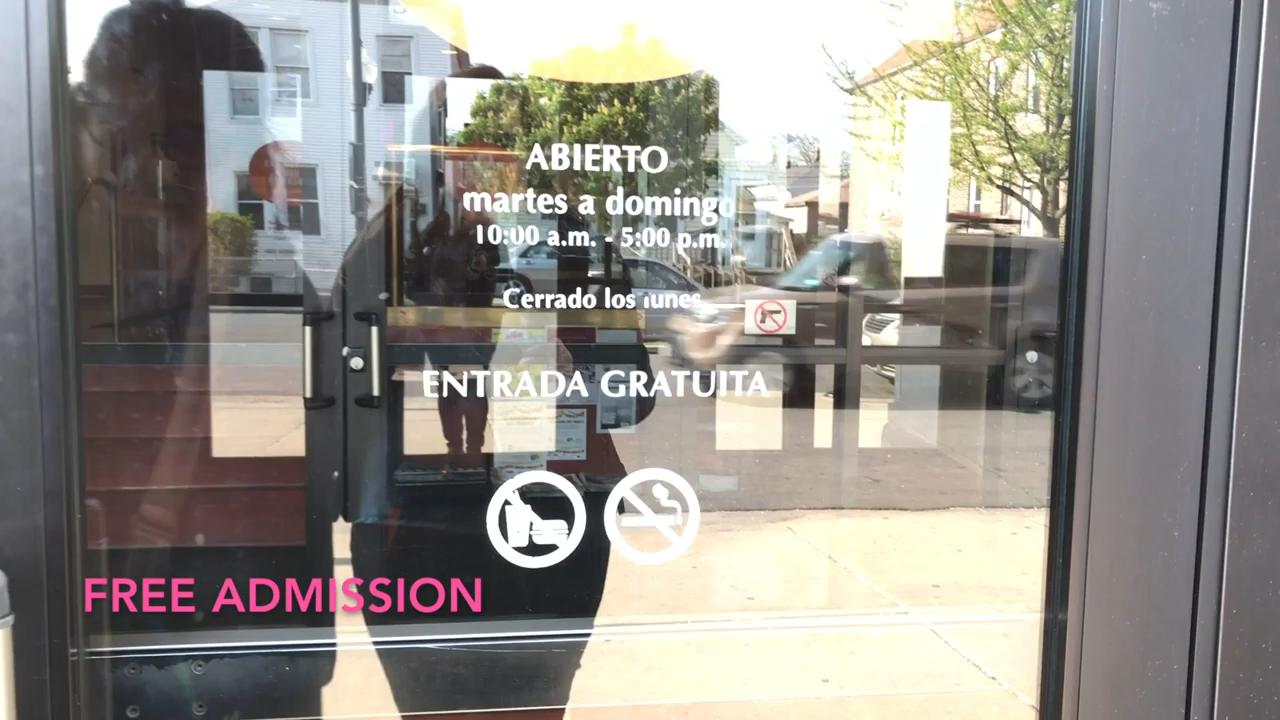 ABIERTO
martes a domingo
10:00 a.m. - 5:00 p.m.
Cerrado los lunes
ENTRADA GRATUITA
FREE ADMISSION